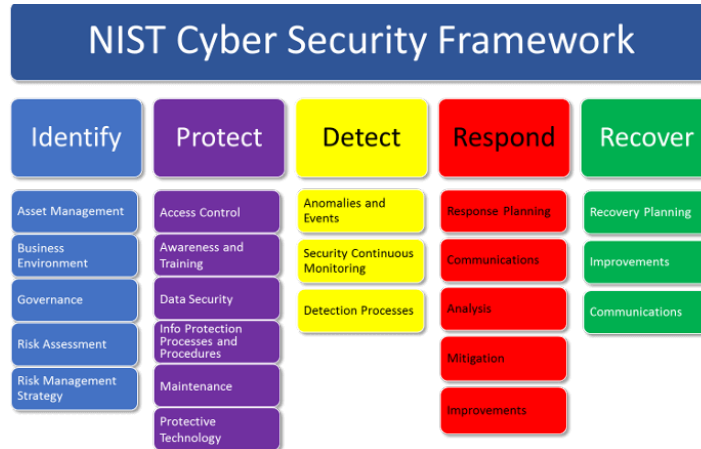 NIST Cyber Security Framework
Identify
Protect
Detect
Respond
Recover
Asset Management
Business
Environment
Governance
Risk Assessment
Risk Management
Strategy
Access Control
Awareness and
Training
Data Security
Info Protection
Processes and
Procedures
Maintenance
Protective
Technology
Anomalies and
Events
Security Continuous
Monitoring
Detection Processes
Response Planning
Communications
Analysis
Mitigation
Improvements
Recovery Planning
Improvements
Communications